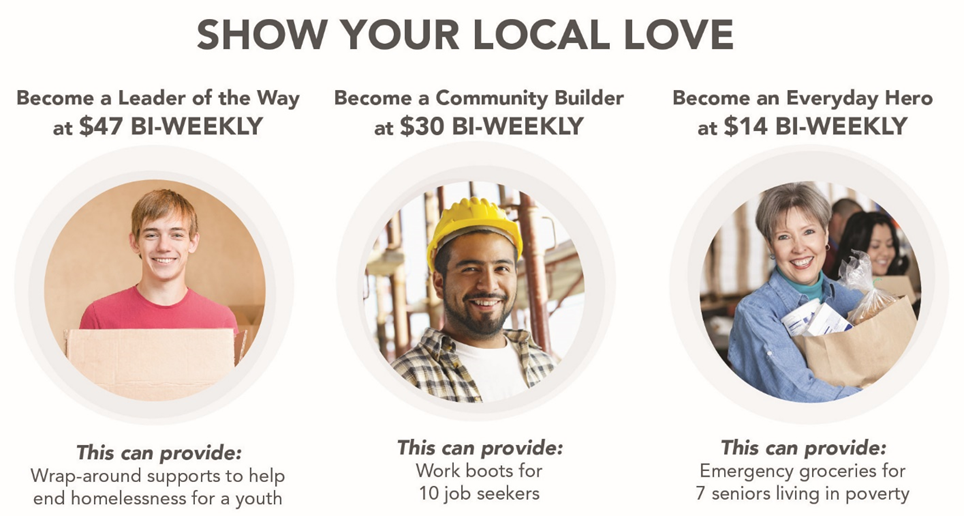 SHOW YOUR LOCAL LOVE
Become a Leader of the Way
at $47 BI-WEEKLY
This can provide:
Wrap-around supports to help
end homelessness for a youth
Become a Community Builder
at $30 BI-WEEKLY
This can provide:
Work boots for
10 job seekers
Become an Everyday Hero
at $14 BI-WEEKLY
This can provide:
Emergency groceries for
7 seniors living in poverty